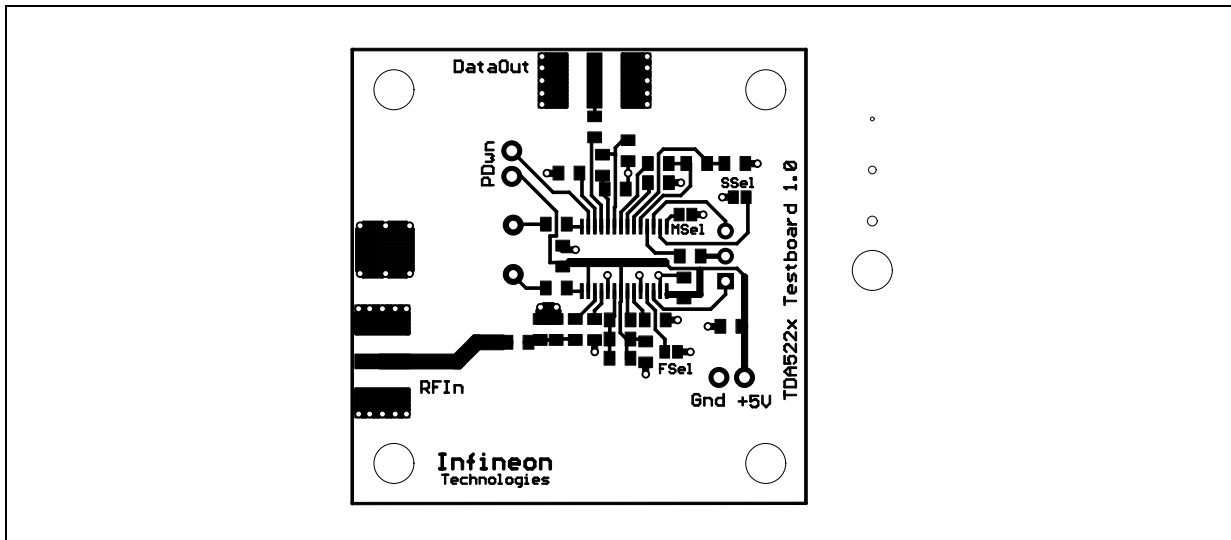 DataOut
PDwn
SSel
MSel
TDA522x Testboard 1.0
FSel
RFIn
Gnd +5V
Infineon
Technologies